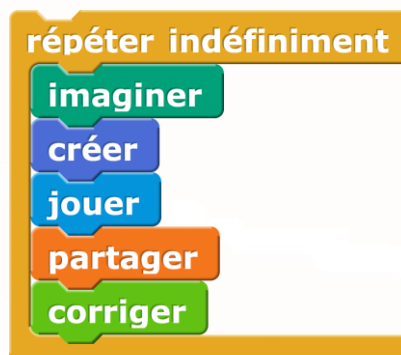 répéter indéfiniment
imaginer
créer
jouer
partager
corriger